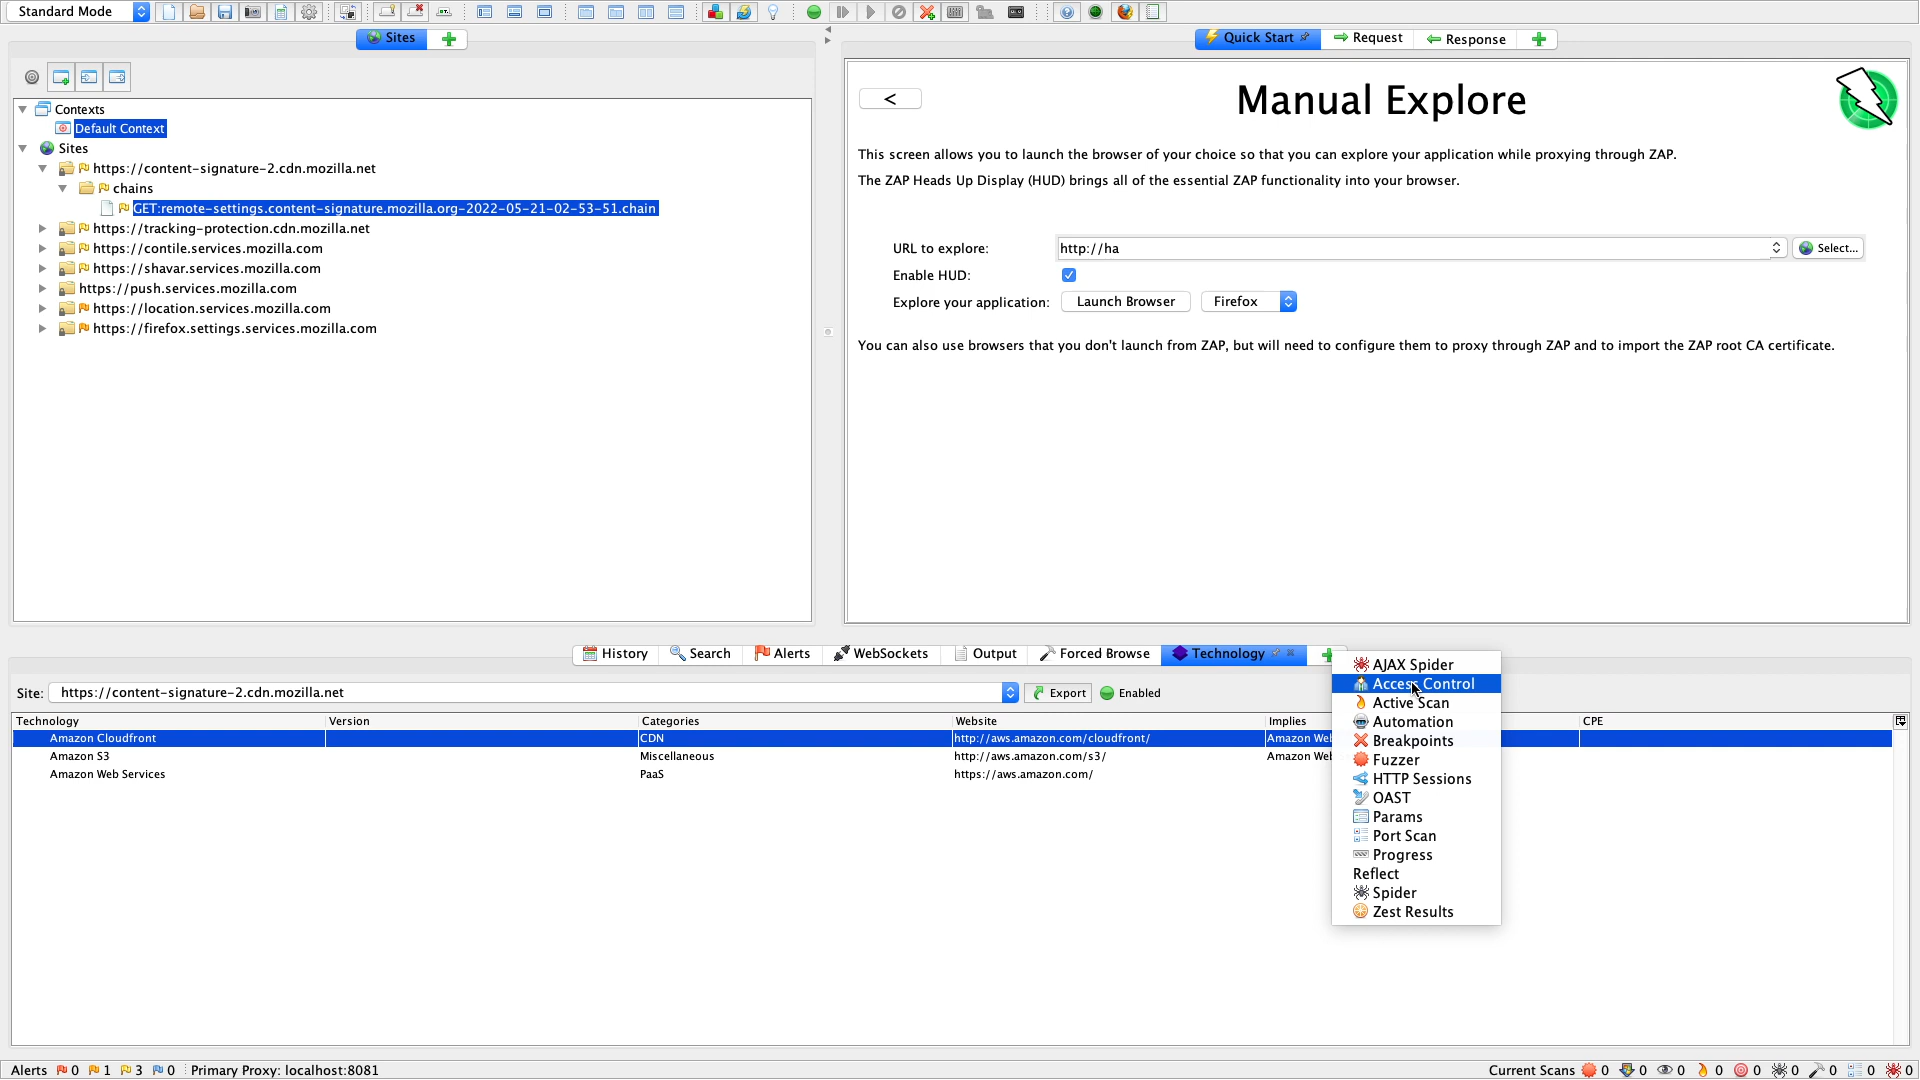 Standard Mode
Sites
Quick Start
Request
Response
<
Manual Explore
Contexts
Default Context
Sites
https://content-signature-2.cdn.mozilla.net
chains
GET:remote-settings.content-signature.mozilla.org-2022-05-21-02-53-51.chain
https://tracking-protection.cdn.mozilla.net
https://contile.services.mozilla.com
https://shavar.services.mozilla.com
https://push.services.mozilla.com
https://location.services.mozilla.com
https://firefox.settings.services.mozilla.com
This screen allows you to launch the browser of your choice so that you can explore your application while proxying through ZAP.
The ZAP Heads Up Display (HUD) brings all of the essential ZAP functionality into your browser.
URL to explore: http://ha Select...
Enable HUD:
Explore your application: Launch Browser Firefox
You can also use browsers that you don't launch from ZAP, but will need to configure them to proxy through ZAP and to import the ZAP root CA certificate.
History Search Alerts WebSockets Output Forced Browse Technology
Site: https://content-signature-2.cdn.mozilla.net Export Enabled
Technology Version Categories Website Implies CPE
Amazon Cloudfront CDN http://aws.amazon.com/cloudfront/ Amazon Wel
Amazon S3 Miscellaneous http://aws.amazon.com/s3/ Amazon Wel
Amazon Web Services PaaS https://aws.amazon.com/
AJAX Spider
Access Control
Active Scan
Automation
Breakpoints
Fuzzer
HTTP Sessions
OAST
Params
Port Scan
Progress
Reflect
Spider
Zest Results
Alerts 0 1 3 0 Primary Proxy: localhost:8081
Current Scans 0 0 0 0 0 0 0 0 0